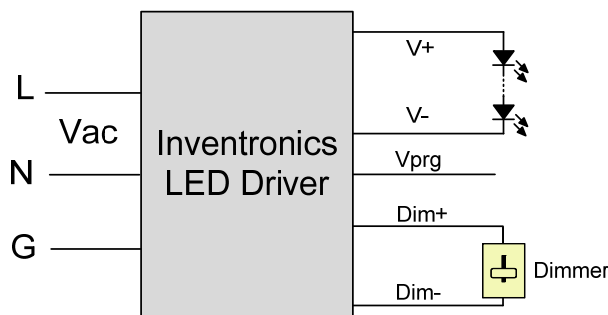 L
Vac
N
G
Inventronics
LED Driver
V+
V-
Vprg
Dim+
Dim-
Dimmer